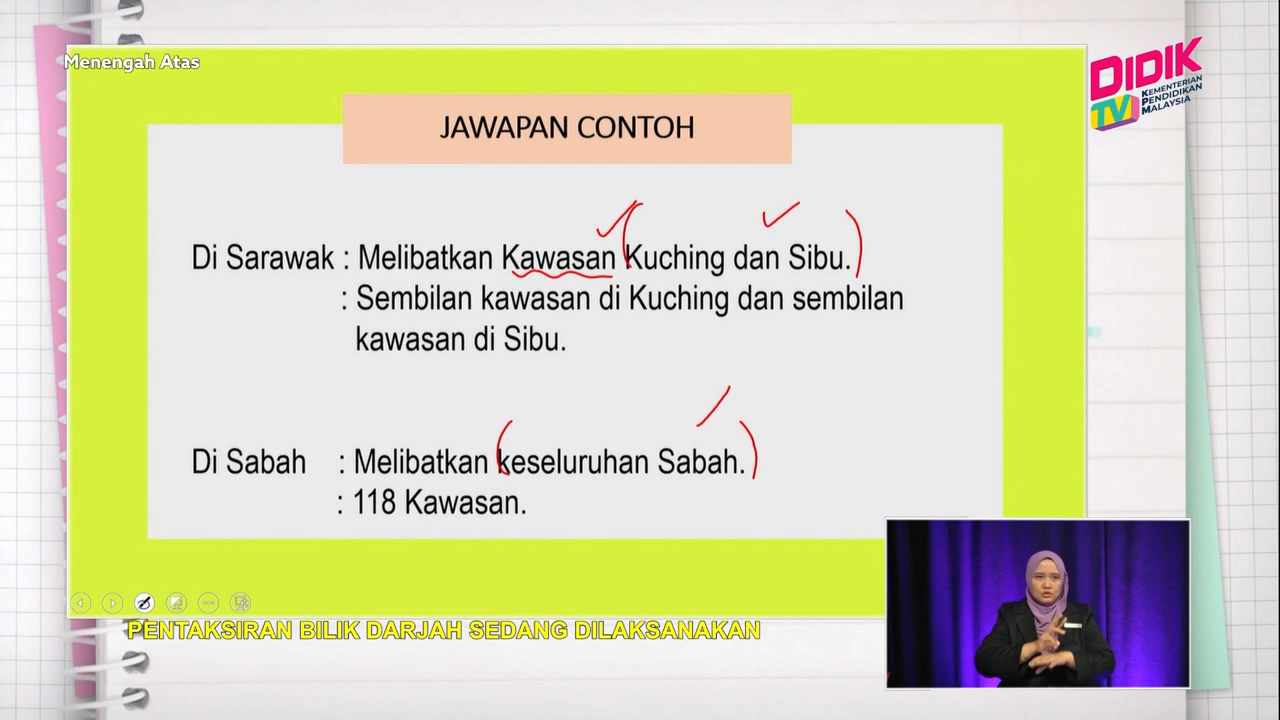 Menengah Atas
DIDIK
TV
KEMENTERIAN
PENDIDIKAN
MALAYSIA
JAWAPAN CONTOH
Di Sarawak : Melibatkan Kawasan Kuching dan Sibu.
: Sembilan kawasan di Kuching dan sembilan
kawasan di Sibu.
Di Sabah : Melibatkan keseluruhan Sabah.
: 118 Kawasan.
PENTAKSIRAN BILIK DARJAH SEDANG DILAKSANAKAN